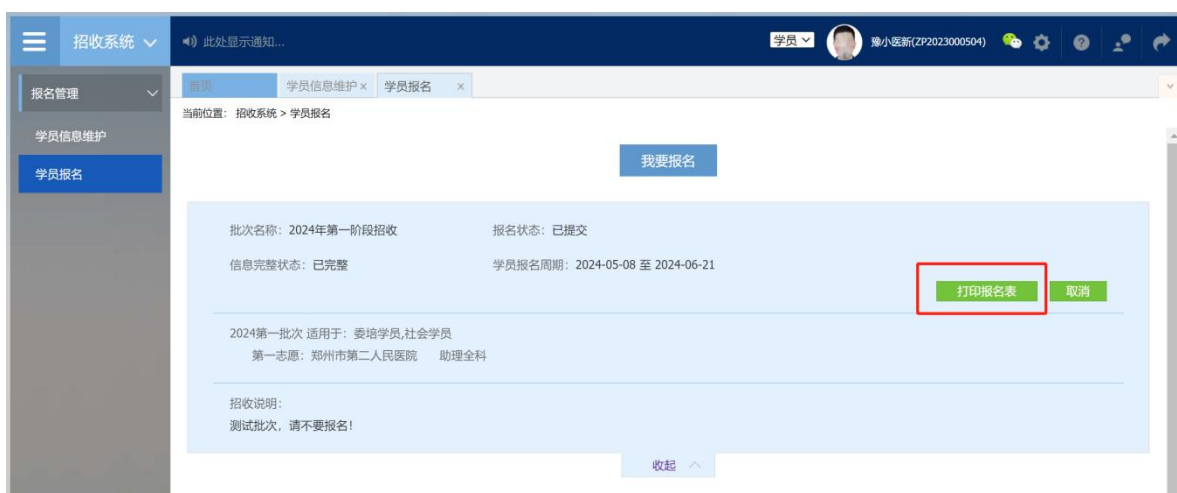 招收系统 此处显示通知... 学员 豫小医新(ZP2023000504)
报名管理
学员信息维护
学员报名
首页 学员信息维护× 学员报名 ×
当前位置： 招收系统 > 学员报名
我要报名
批次名称：2024年第一阶段招收 报名状态：已提交
信息完整状态：已完整 学员报名周期：2024-05-08 至 2024-06-21
打印报名表 取消
2024第一批次 适用于：委培学员,社会学员
第一志愿：郑州市第二人民医院 助理全科
招收说明：
测试批次，请不要报名！
收起